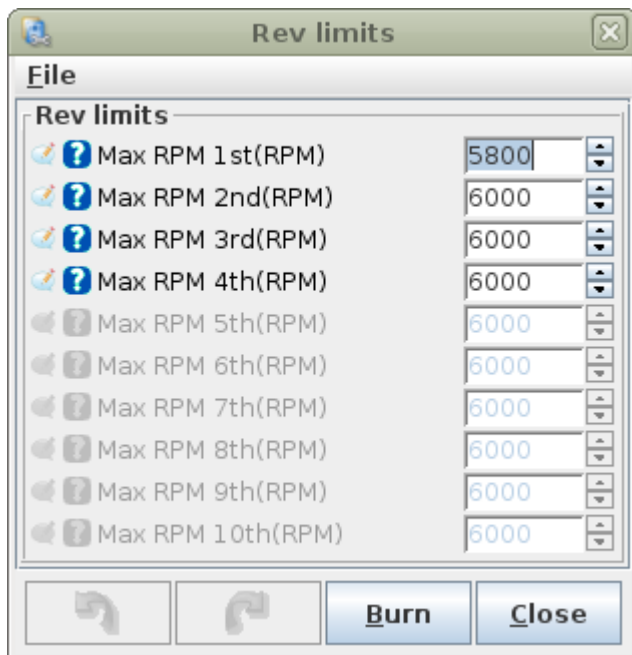 Rev limits
File
Rev limits
Max RPM 1st(RPM) 5800
Max RPM 2nd(RPM) 6000
Max RPM 3rd(RPM) 6000
Max RPM 4th(RPM) 6000
Max RPM 5th(RPM) 6000
Max RPM 6th(RPM) 6000
Max RPM 7th(RPM) 6000
Max RPM 8th(RPM) 6000
Max RPM 9th(RPM) 6000
Max RPM 10th(RPM) 6000
Burn Close